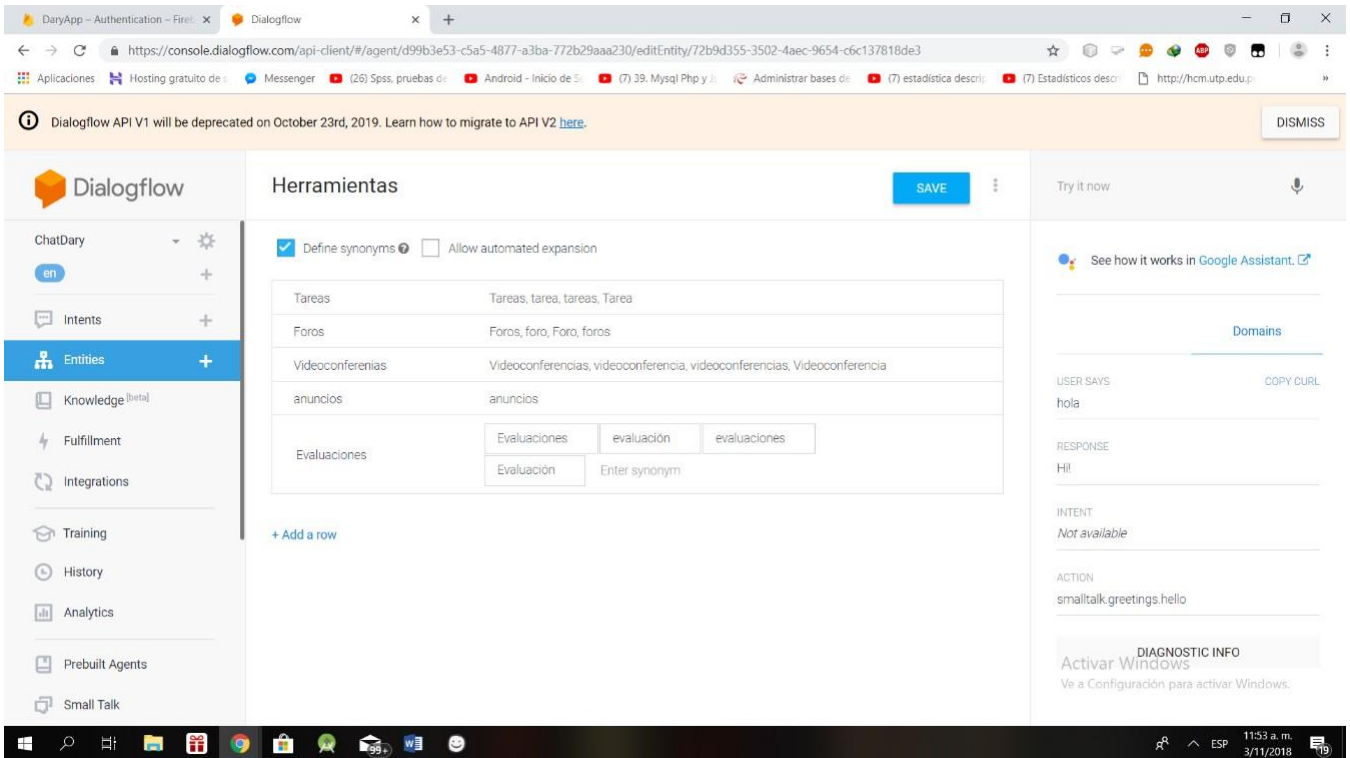 DaryApp – Authentication – Fire
Dialogflow
https://console.dialogflow.com/api-client/#/agent/d99b3e53-c5a5-4877-a3ba-772b29aaa230/editEntity/72b9d355-3502-4aec-9654-c6c137818de3
Aplicaciones Hosting gratuito de Messenger (26) Spss, pruebas de Android - Inicio de (7) 39. Mysql Php y Administrar bases de (7) estadística descrip (7) Estadísticos descri http://hcm.utp.edu.p »
Dialogflow API V1 will be deprecated on October 23rd, 2019. Learn how to migrate to API V2 here. DISMISS
Dialogflow
Herramientas SAVE
Try it now
ChatDary
en
Intents
Entities
Knowledge [beta]
Fulfillment
Integrations
Training
History
Analytics
Prebuilt Agents
Small Talk
Define synonyms Allow automated expansion
Tareas Tareas, tarea, tareas, Tarea
Foros Foros, foro, Foro, foros
Videoconferenias Videoconferencias, videoconferencia, videoconferencias, Videoconferencia
anuncios anuncios
Evaluaciones Evaluaciones evaluación evaluaciones
Evaluación Enter synonym
+ Add a row
See how it works in Google Assistant.
Domains
USER SAYS COPY CURL
hola
RESPONSE
Hi!
INTENT
Not available
ACTION
smalltalk.greetings.hello
DIAGNOSTIC INFO
Activar Windows
Ve a Configuración para activar Windows.
99+
ESP
11:53 a. m.
3/11/2018
19